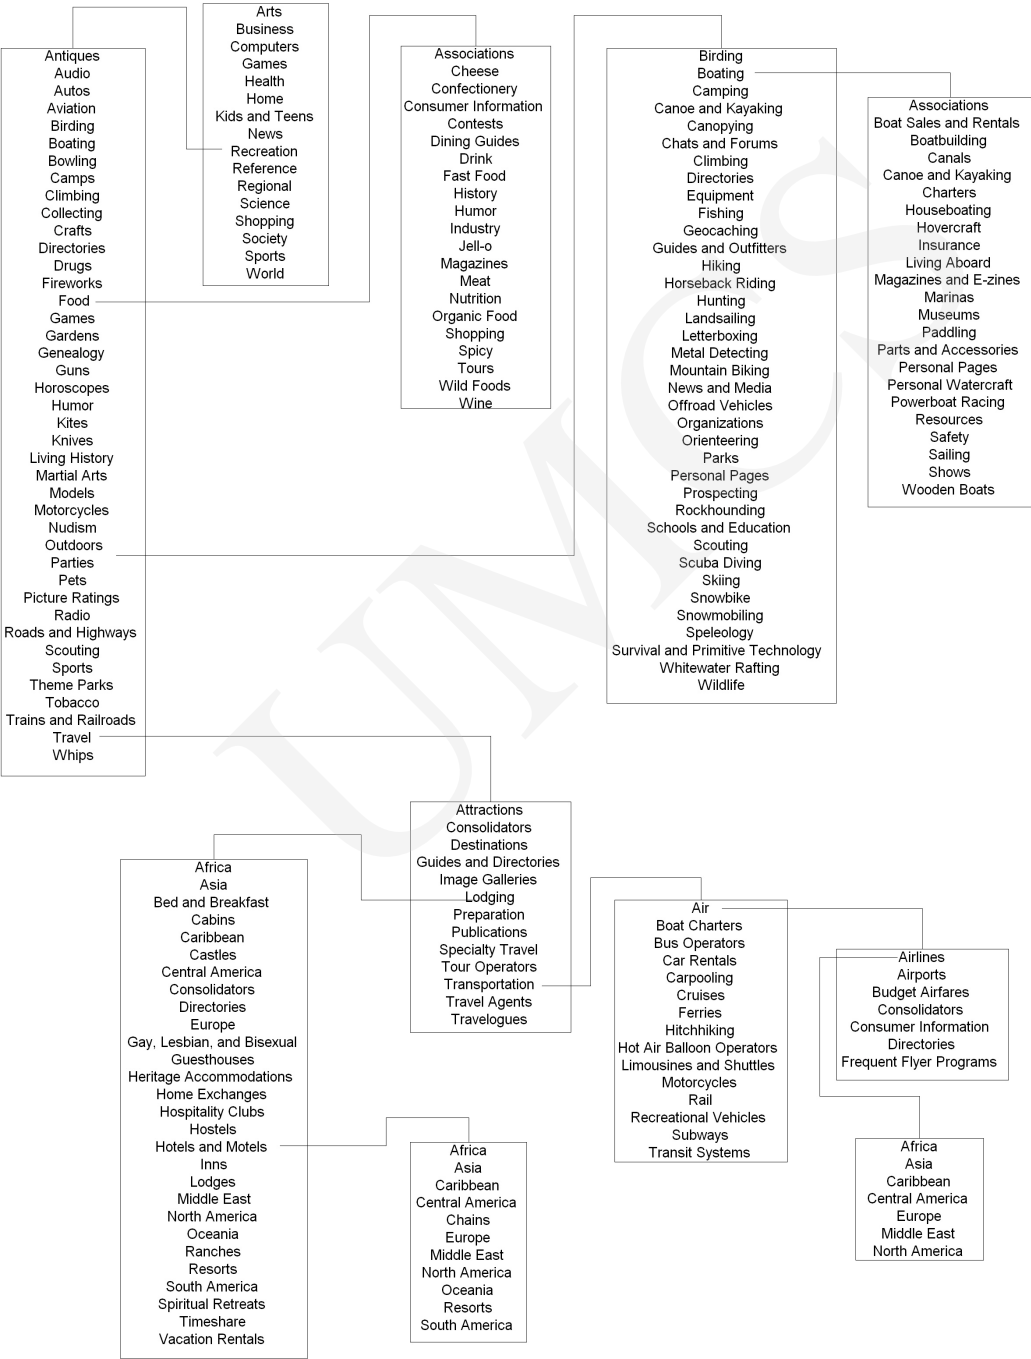 Arts
Business
Computers
Games
Health
Home
Kids and Teens
News
Recreation
Reference
Regional
Science
Shopping
Society
Sports
World
Antiques
Audio
Autos
Aviation
Birding
Boating
Bowling
Camps
Climbing
Collecting
Crafts
Directories
Drugs
Fireworks
Food
Games
Gardens
Genealogy
Guns
Horoscopes
Humor
Kites
Knives
Living History
Martial Arts
Models
Motorcycles
Nudism
Outdoors
Parties
Pets
Picture Ratings
Radio
Roads and Highways
Scouting
Sports
Theme Parks
Tobacco
Trains and Railroads
Travel
Whips
Associations
Cheese
Confectionery
Consumer Information
Contests
Dining Guides
Drink
Fast Food
History
Humor
Industry
Jell-o
Magazines
Meat
Nutrition
Organic Food
Shopping
Spicy
Tours
Wild Foods
Wine
Birding
Boating
Camping
Canoe and Kayaking
Canopying
Chats and Forums
Climbing
Directories
Equipment
Fishing
Geocaching
Guides and Outfitters
Hiking
Horseback Riding
Hunting
Landsailing
Letterboxing
Metal Detecting
Mountain Biking
News and Media
Offroad Vehicles
Organizations
Orienteering
Parks
Personal Pages
Prospecting
Rockhounding
Schools and Education
Scouting
Scuba Diving
Skiing
Snowbike
Snowmobiling
Speleology
Survival and Primitive Technology
Whitewater Rafting
Wildlife
Associations
Boat Sales and Rentals
Boatbuilding
Canals
Canoe and Kayaking
Charters
Houseboating
Hovercraft
Insurance
Living Aboard
Magazines and E-zines
Marinas
Museums
Paddling
Parts and Accessories
Personal Pages
Personal Watercraft
Powerboat Racing
Resources
Safety
Sailing
Shows
Wooden Boats
Attractions
Consolidators
Destinations
Guides and Directories
Image Galleries
Lodging
Preparation
Publications
Specialty Travel
Tour Operators
Transportation
Travel Agents
Travelogues
Africa
Asia
Bed and Breakfast
Cabins
Caribbean
Castles
Central America
Consolidators
Directories
Europe
Gay, Lesbian, and Bisexual
Guesthouses
Heritage Accommodations
Home Exchanges
Hospitality Clubs
Hostels
Hotels and Motels
Inns
Lodges
Middle East
North America
Oceania
Ranches
Resorts
South America
Spiritual Retreats
Timeshare
Vacation Rentals
Africa
Asia
Caribbean
Central America
Chains
Europe
Middle East
North America
Oceania
Resorts
South America
Air
Boat Charters
Bus Operators
Car Rentals
Carpooling
Cruises
Ferries
Hitchhiking
Hot Air Balloon Operators
Limousines and Shuttles
Motorcycles
Rail
Recreational Vehicles
Subways
Transit Systems
Airlines
Airports
Budget Airfares
Consolidators
Consumer Information
Directories
Frequent Flyer Programs
Africa
Asia
Caribbean
Central America
Europe
Middle East
North America
UMCS